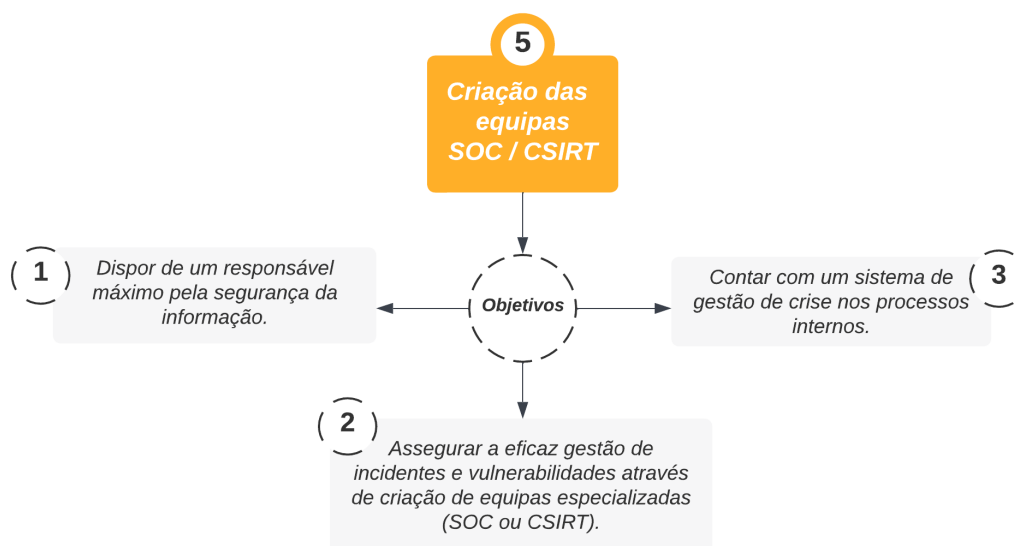 5
Criação das
equipas
SOC / CSIRT
Objetivos
1
Dispor de um responsável
máximo pela segurança da
informação.
2
Assegurar a eficaz gestão de
incidentes e vulnerabilidades através
de criação de equipas especializadas
(SOC ou CSIRT).
3
Contar com um sistema de
gestão de crise nos processos
internos.